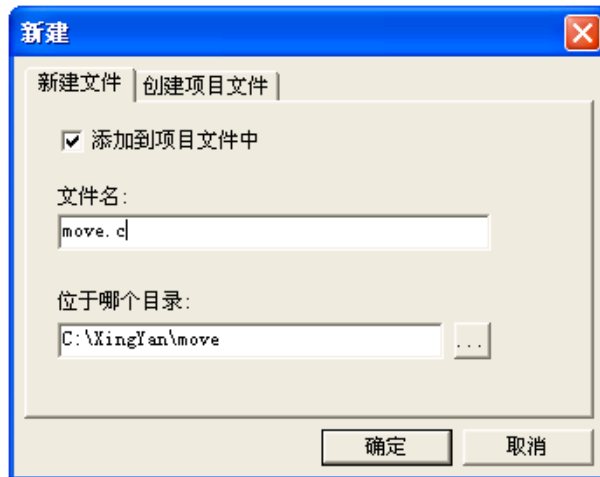 新建
新建文件 创建项目文件
添加到项目文件中
文件名:
move.c
位于哪个目录:
C:\XingYan\move
...
确定 取消